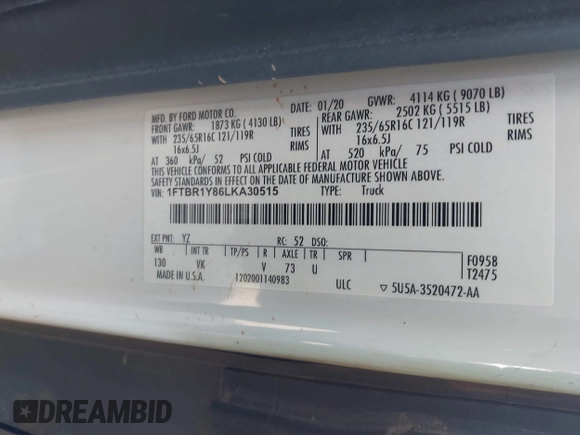 MFD. BY FORD MOTOR CO.
DATE: 01/20 GVWR: 4114 KG ( 9070 LB)
FRONT GAWR: 1873 KG ( 4130 LB)
REAR GAWR: 2502 KG ( 5515 LB)
WITH 235/65R16C 121/119R TIRES
WITH 235/65R16C 121/119R TIRES
16x6.5J RIMS
16x6.5J RIMS
AT 360 kPa/ 52 PSI COLD
AT 520 kPa/ 75 PSI COLD
THIS VEHICLE CONFORMS TO ALL APPLICABLE FEDERAL MOTOR VEHICLE
SAFETY STANDARDS IN EFFECT ON THE DATE OF MANUFACTURE SHOWN ABOVE.
VIN: 1FTBR1Y86LKA30515 TYPE: Truck
EXT PNT: YZ RC: 52 DSO:
WB INT TR TP/PS R AXLE TR SPR
130 VK V 73 U
F0958
T2475
MADE IN U.S.A. 1202001140983 ULC ▽ 5U5A-3520472-AA
DREAMBID